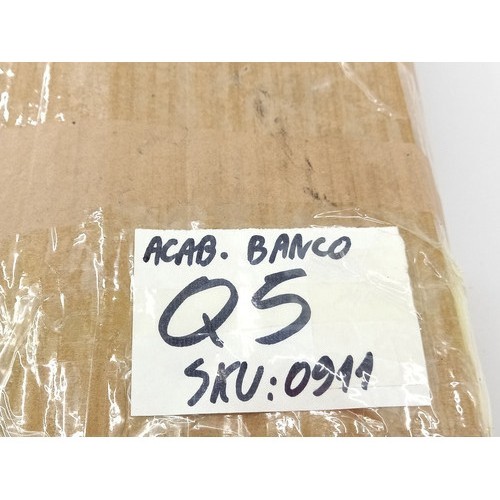 ACAB. BANCO
Q5
SKU: 0911